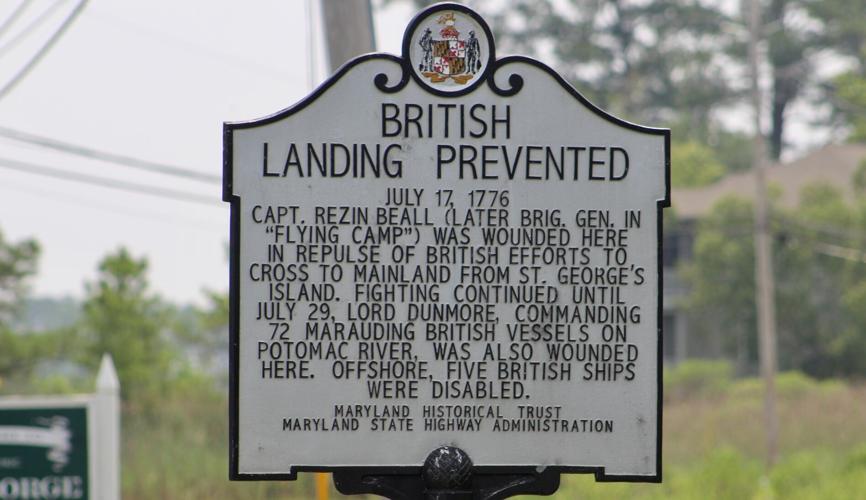 BRITISH
LANDING PREVENTED
JULY 17, 1776
CAPT. REZIN BEALL (LATER BRIG. GEN. IN
"FLYING CAMP") WAS WOUNDED HERE
IN REPULSE OF BRITISH EFFORTS TO
CROSS TO MAINLAND FROM ST. GEORGE'S
ISLAND. FIGHTING CONTINUED UNTIL
JULY 29, LORD DUNMORE, COMMANDING
72 MARAUDING BRITISH VESSELS ON
POTOMAC RIVER, WAS ALSO WOUNDED
HERE. OFFSHORE, FIVE BRITISH SHIPS
WERE DISABLED.
MARYLAND HISTORICAL TRUST
MARYLAND STATE HIGHWAY ADMINISTRATION
ORGE